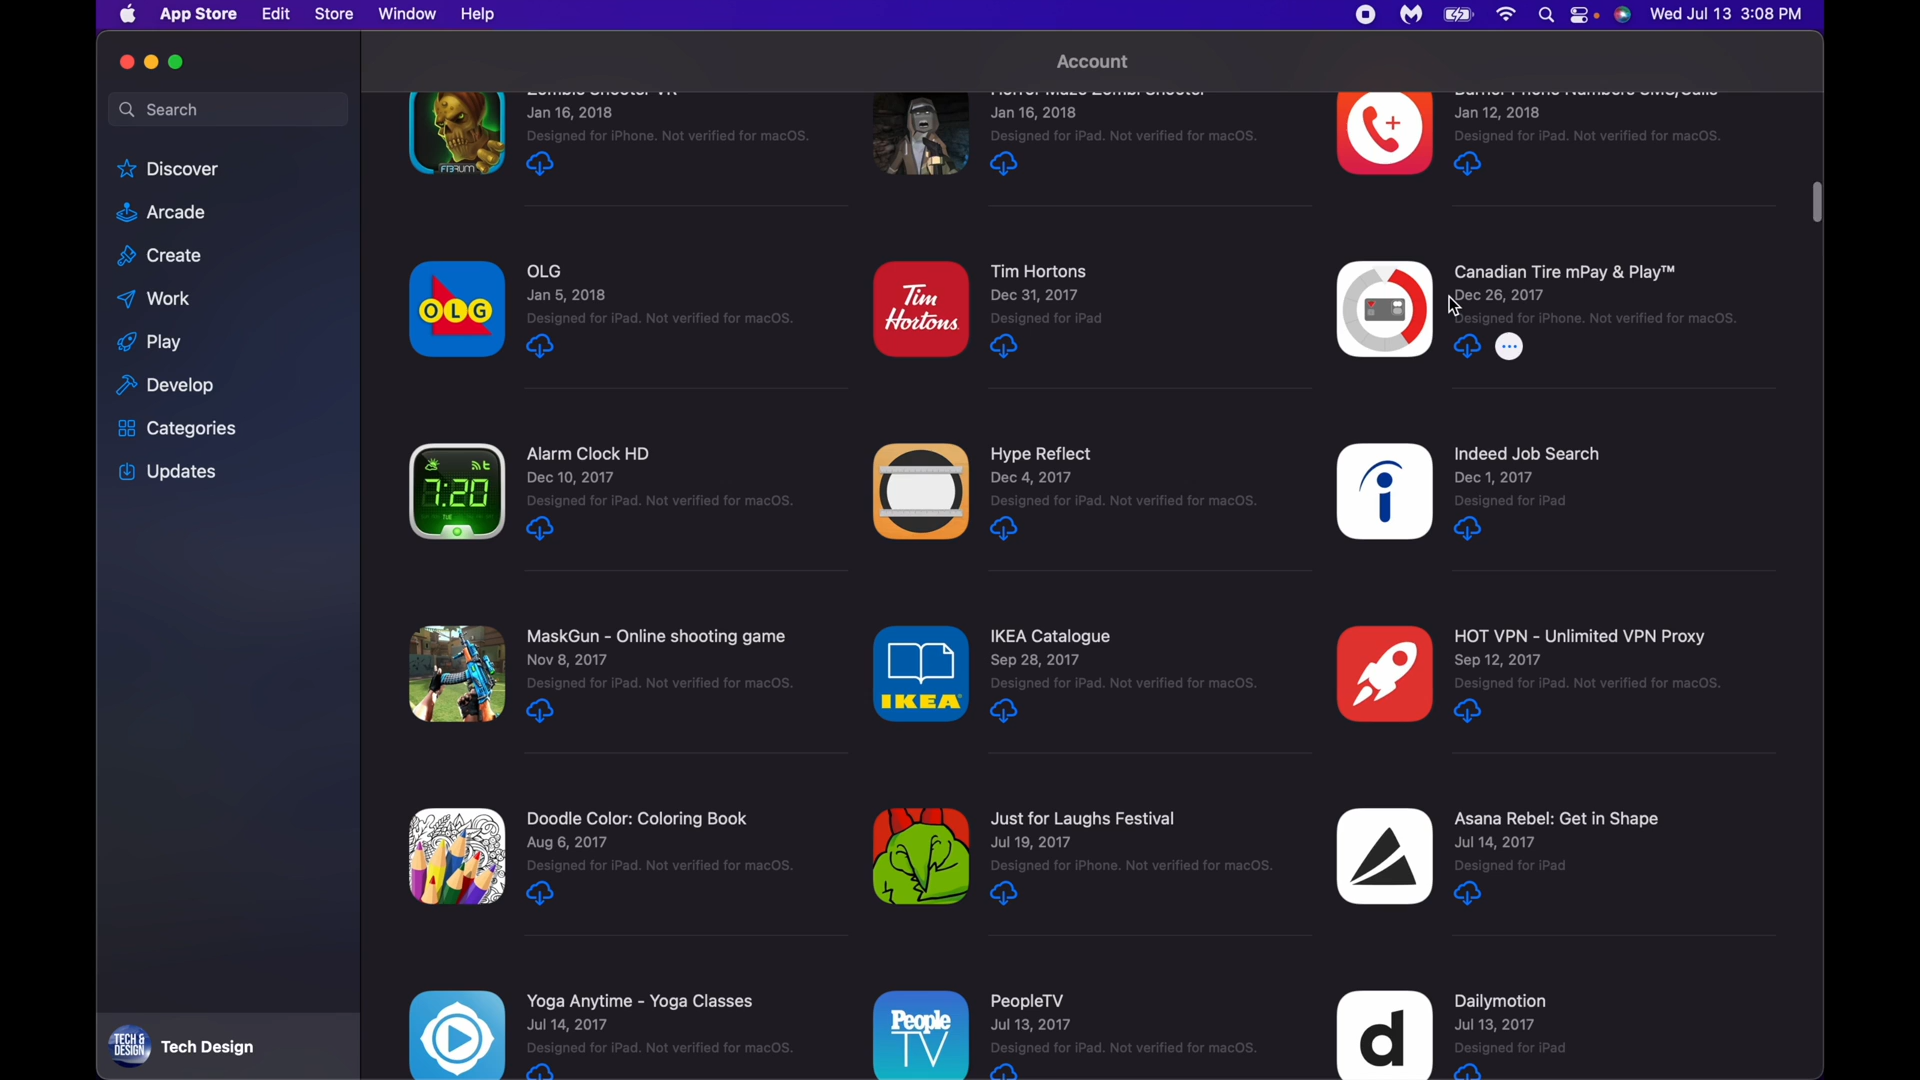 App Store Edit Store Window Help Wed Jul 13 3:08 PM
Account
Search
Discover
Arcade
Create
Work
Play
Develop
Categories
Updates
TECH &
DESIGN
Tech Design
FIBRUM
Jan 16, 2018
Designed for iPhone. Not verified for macOS.
Jan 16, 2018
Designed for iPad. Not verified for macOS.
Jan 12, 2018
Designed for iPad. Not verified for macOS.
OLG
OLG
Jan 5, 2018
Designed for iPad. Not verified for macOS.
Tim
Hortons.
Tim Hortons
Dec 31, 2017
Designed for iPad
Canadian Tire mPay & Play™
Dec 26, 2017
Designed for iPhone. Not verified for macOS.
7:20
TUE
Alarm Clock HD
Dec 10, 2017
Designed for iPad. Not verified for macOS.
Hype Reflect
Dec 4, 2017
Designed for iPad. Not verified for macOS.
Indeed Job Search
Dec 1, 2017
Designed for iPad
MaskGun - Online shooting game
Nov 8, 2017
Designed for iPad. Not verified for macOS.
IKEA
IKEA Catalogue
Sep 28, 2017
Designed for iPad. Not verified for macOS.
HOT VPN - Unlimited VPN Proxy
Sep 12, 2017
Designed for iPad. Not verified for macOS.
Doodle Color: Coloring Book
Aug 6, 2017
Designed for iPad. Not verified for macOS.
Just for Laughs Festival
Jul 19, 2017
Designed for iPhone. Not verified for macOS.
Asana Rebel: Get in Shape
Jul 14, 2017
Designed for iPad
Yoga Anytime - Yoga Classes
Jul 14, 2017
Designed for iPad. Not verified for macOS.
People
TV
PeopleTV
Jul 13, 2017
Designed for iPad. Not verified for macOS.
d
Dailymotion
Jul 13, 2017
Designed for iPad